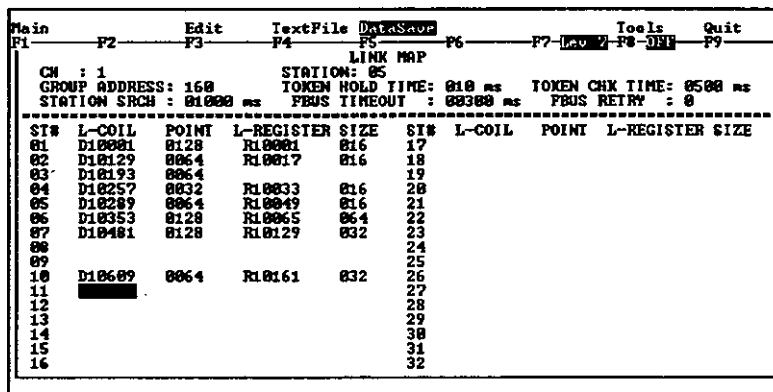 Main Edit TextFile DataSave Tools Quit
F1 F2 F3 F4 F5 F6 F7 Lev 7 F8 OFF F9
LINK MAP
CH : 1 STATION: 05
GROUP ADDRESS: 160 TOKEN HOLD TIME: 010 ms TOKEN CHK TIME: 0500 ms
STATION SRCH : 01000 ms FBUS TIMEOUT : 00300 ms FBUS RETRY : 0
ST# L-COIL POINT L-REGISTER SIZE ST# L-COIL POINT L-REGISTER SIZE
01 D10001 0128 R10001 016 17
02 D10129 0064 R10017 016 18
03 D10193 0064 19
04 D10257 0032 R10033 016 20
05 D10289 0064 R10049 016 21
06 D10353 0128 R10065 064 22
07 D10481 0128 R10129 032 23
08 24
09 25
10 D10609 0064 R10161 032 26
11 27
12 28
13 29
14 30
15 31
16 32